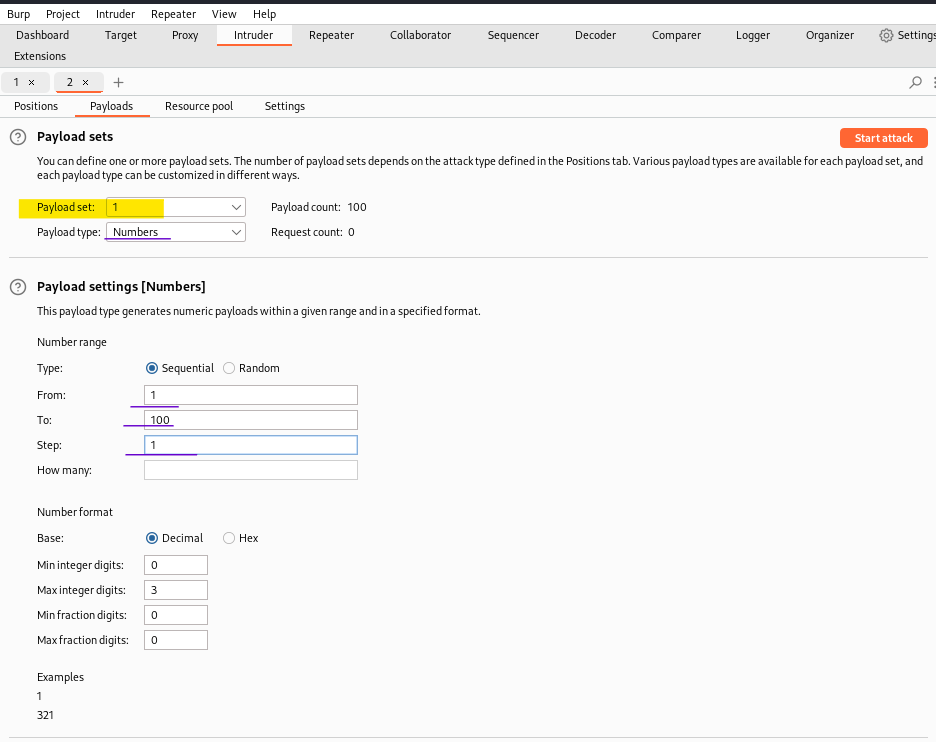 Burp Project Intruder Repeater View Help
Dashboard Target Proxy Intruder Repeater Collaborator Sequencer Decoder Comparer Logger Organizer Settings
Extensions
1 × 2 × +
Positions Payloads Resource pool Settings
? Payload sets Start attack
You can define one or more payload sets. The number of payload sets depends on the attack type defined in the Positions tab. Various payload types are available for each payload set, and
each payload type can be customized in different ways.
Payload set: 1 Payload count: 100
Payload type: Numbers Request count: 0
? Payload settings [Numbers]
This payload type generates numeric payloads within a given range and in a specified format.
Number range
Type: Sequential Random
From: 1
To: 100
Step: 1
How many:
Number format
Base: Decimal Hex
Min integer digits: 0
Max integer digits: 3
Min fraction digits: 0
Max fraction digits: 0
Examples
1
321